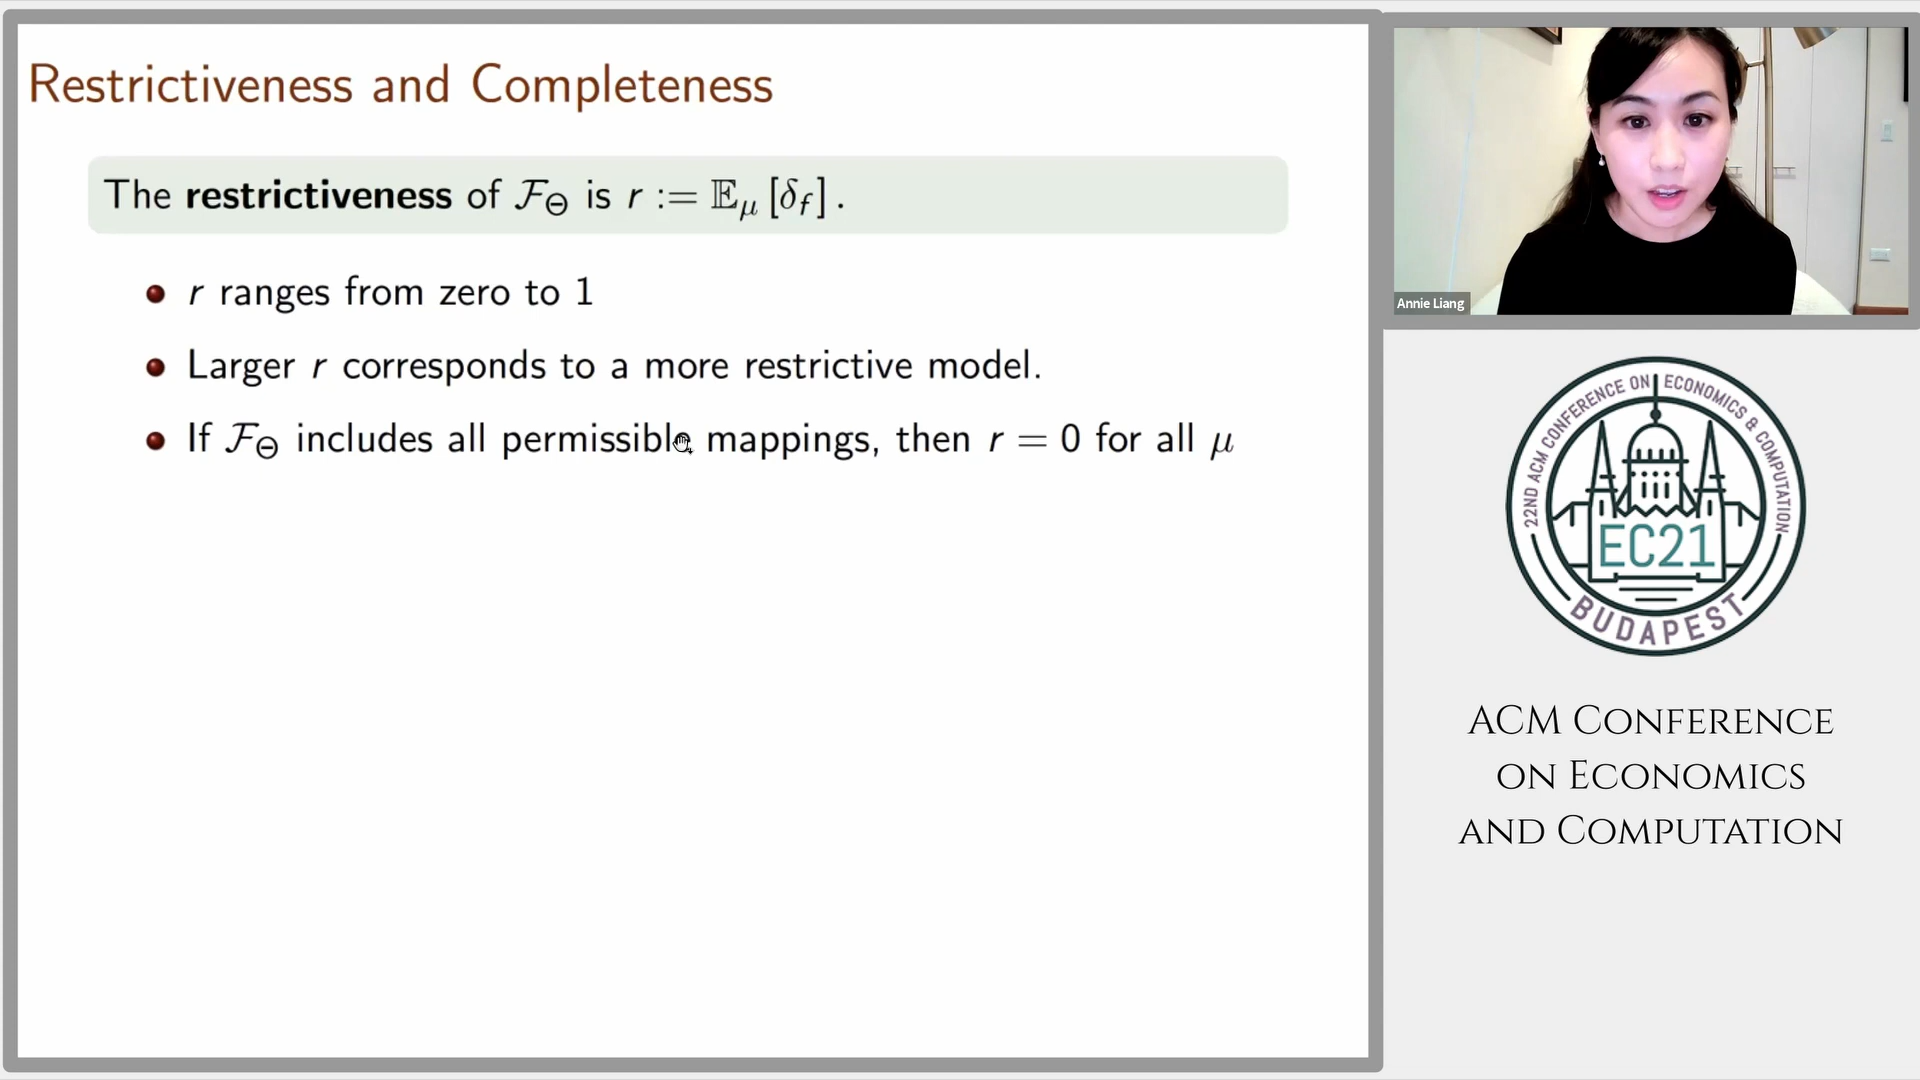 Restrictiveness and Completeness
The restrictiveness of 𝓕_Θ is r := 𝔼_μ [δ_f] .
r ranges from zero to 1
Larger r corresponds to a more restrictive model.
If 𝓕_Θ includes all permissible mappings, then r = 0 for all μ
Annie Liang
22ND ACM CONFERENCE ON ECONOMICS & COMPUTATION
EC21
BUDAPEST
ACM Conference
on Economics
and Computation